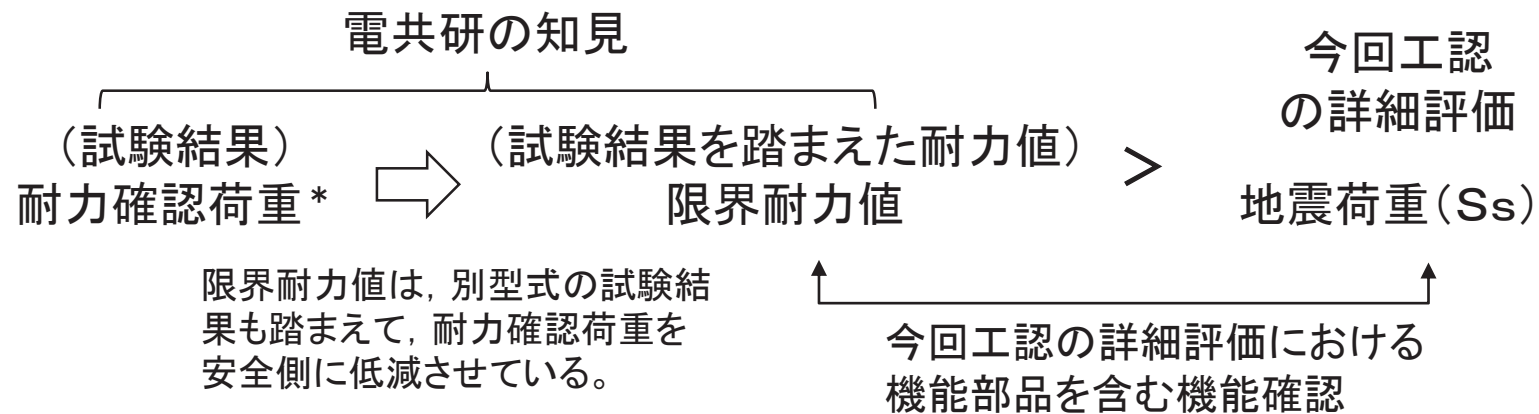 電共研の知見
今回工認
の詳細評価
（試験結果）
耐力確認荷重*
（試験結果を踏まえた耐力値）
限界耐力値
>
地震荷重（Ss）
限界耐力値は，別型式の試験結
果も踏まえて，耐力確認荷重を
安全側に低減させている。
今回工認の詳細評価における
機能部品を含む機能確認